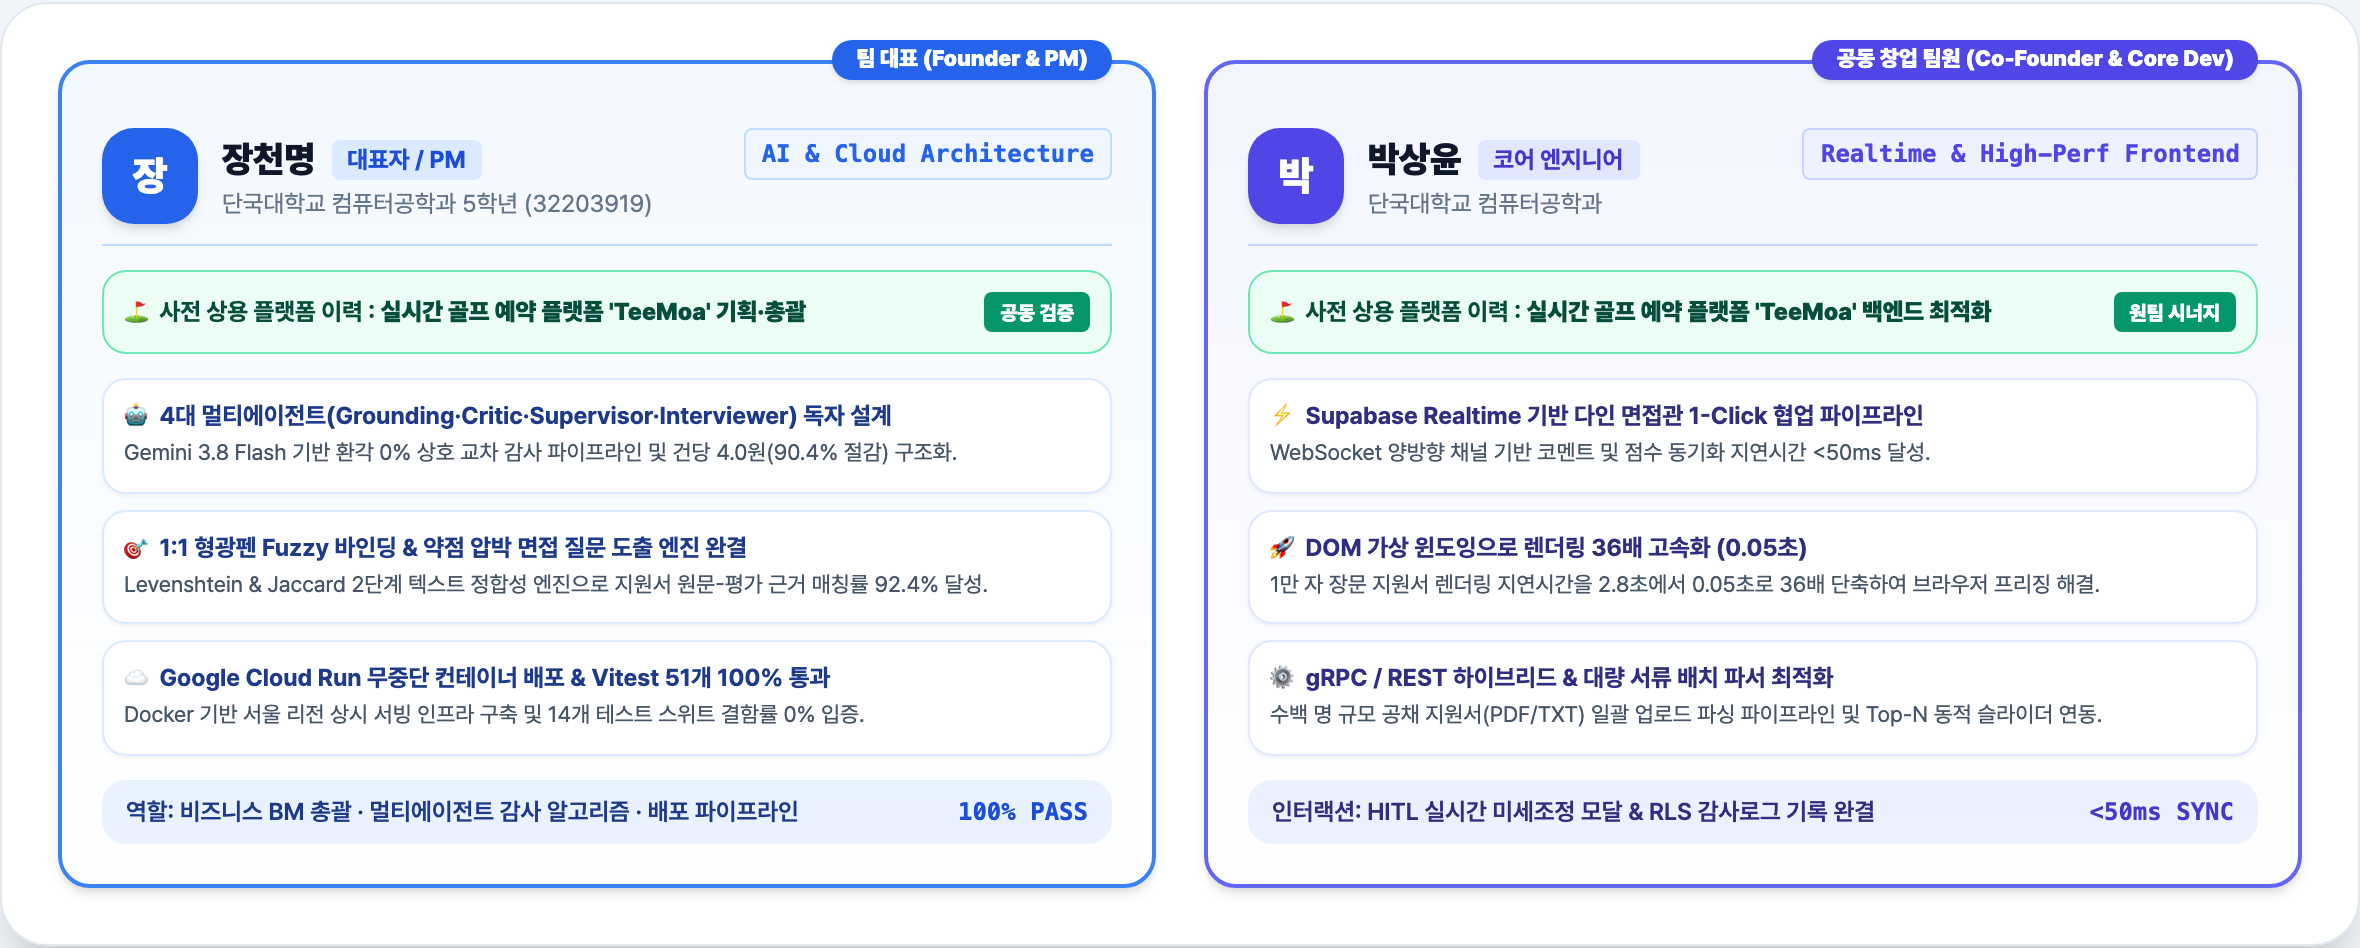 팀 대표 (Founder & PM)
장
장천명
대표자 / PM
AI & Cloud Architecture
단국대학교 컴퓨터공학과 5학년 (32203919)
사전 상용 플랫폼 이력 : 실시간 골프 예약 플랫폼 'TeeMoa' 기획·총괄
공동 검증
4대 멀티에이전트(Grounding·Critic·Supervisor·Interviewer) 독자 설계
Gemini 3.8 Flash 기반 환각 0% 상호 교차 감사 파이프라인 및 건당 4.0원(90.4% 절감) 구조화.
1:1 형광펜 Fuzzy 바인딩 & 약점 압박 면접 질문 도출 엔진 완결
Levenshtein & Jaccard 2단계 텍스트 정합성 엔진으로 지원서 원문-평가 근거 매칭률 92.4% 달성.
Google Cloud Run 무중단 컨테이너 배포 & Vitest 51개 100% 통과
Docker 기반 서울 리전 상시 서빙 인프라 구축 및 14개 테스트 스위트 결함률 0% 입증.
역할: 비즈니스 BM 총괄 · 멀티에이전트 감사 알고리즘 · 배포 파이프라인
100% PASS
공동 창업 팀원 (Co-Founder & Core Dev)
박
박상윤
코어 엔지니어
Realtime & High-Perf Frontend
단국대학교 컴퓨터공학과
사전 상용 플랫폼 이력 : 실시간 골프 예약 플랫폼 'TeeMoa' 백엔드 최적화
원팀 시너지
Supabase Realtime 기반 다인 면접관 1-Click 협업 파이프라인
WebSocket 양방향 채널 기반 코멘트 및 점수 동기화 지연시간 <50ms 달성.
DOM 가상 윈도잉으로 렌더링 36배 고속화 (0.05초)
1만 자 장문 지원서 렌더링 지연시간을 2.8초에서 0.05초로 36배 단축하여 브라우저 프리징 해결.
gRPC / REST 하이브리드 & 대량 서류 배치 파서 최적화
수백 명 규모 공채 지원서(PDF/TXT) 일괄 업로드 파싱 파이프라인 및 Top-N 동적 슬라이더 연동.
인터랙션: HITL 실시간 미세조정 모달 & RLS 감사로그 기록 완결
<50ms SYNC